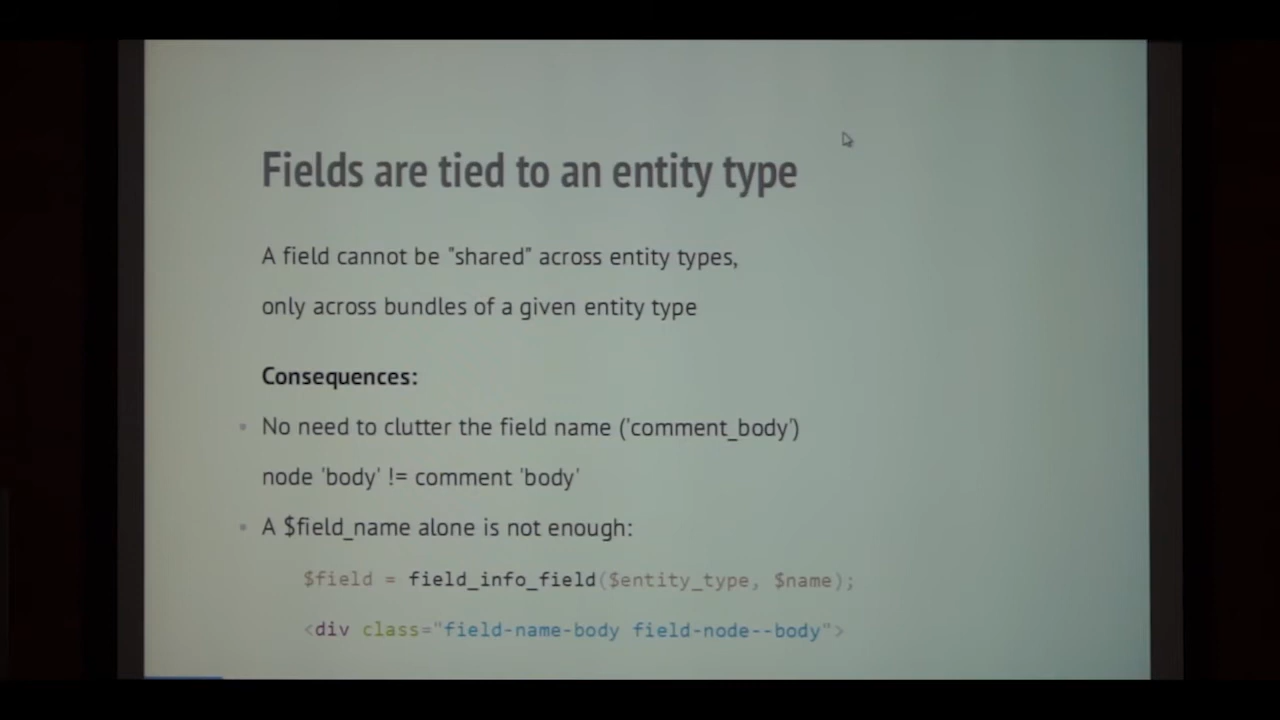 Fields are tied to an entity type
A field cannot be "shared" across entity types,
only across bundles of a given entity type
Consequences:
No need to clutter the field name ('comment_body')
node 'body' != comment 'body'
A $field_name alone is not enough:
$field = field_info_field($entity_type, $name);
<div class="field-name-body field-node--body">